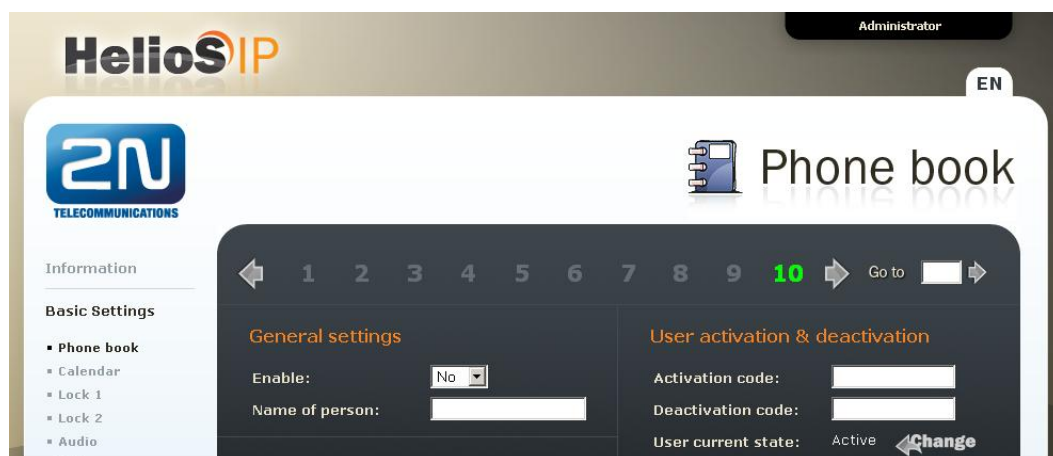 Administrator
HelioSIP
EN
2N
TELECOMMUNICATIONS
Phone book
Information
Basic Settings
Phone book
Calendar
Lock 1
Lock 2
Audio
1 2 3 4 5 6 7 8 9 10 Go to
General settings
Enable: No
Name of person:
User activation & deactivation
Activation code:
Deactivation code:
User current state: Active Change